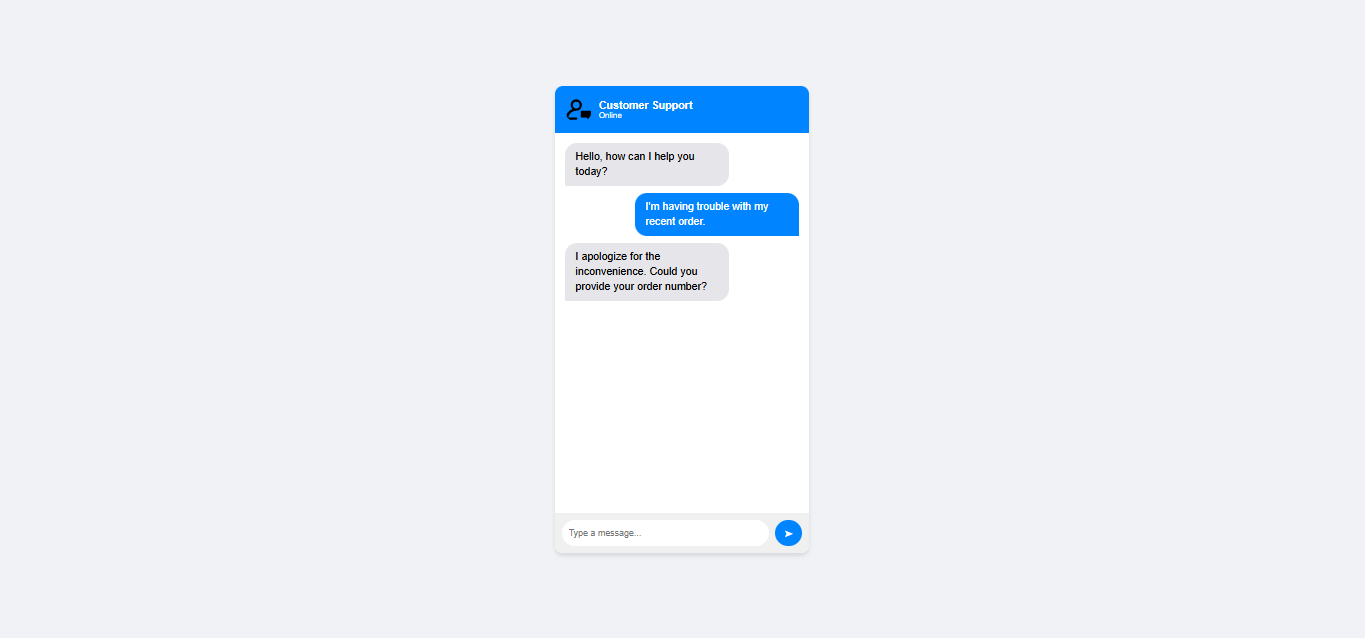 Customer Support
Online
Hello, how can I help you
today?
I'm having trouble with my
recent order.
I apologize for the
inconvenience. Could you
provide your order number?
Type a message...